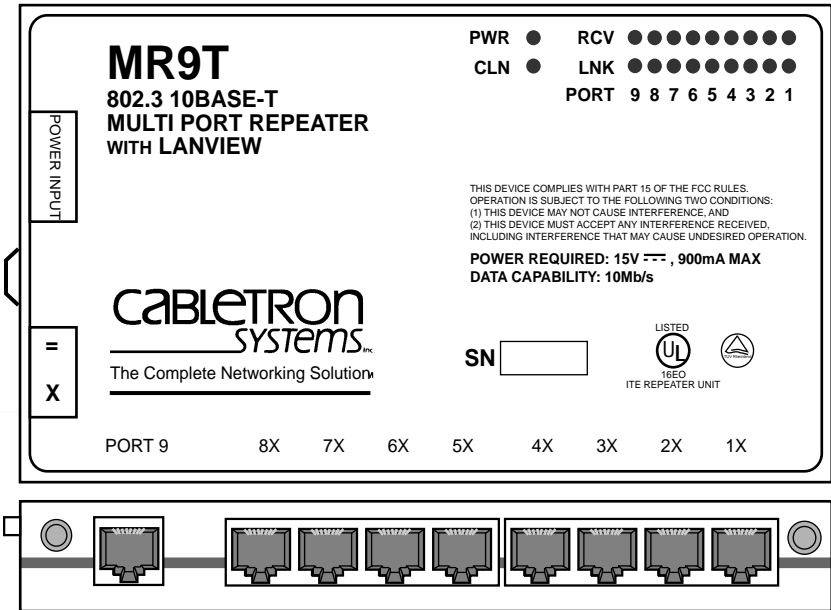 MR9T
802.3 10BASE-T
MULTI PORT REPEATER
WITH LANVIEW
PWR RCV
CLN LNK
PORT 9 8 7 6 5 4 3 2 1
POWER INPUT
THIS DEVICE COMPLIES WITH PART 15 OF THE FCC RULES.
OPERATION IS SUBJECT TO THE FOLLOWING TWO CONDITIONS:
(1) THIS DEVICE MAY NOT CAUSE INTERFERENCE, AND
(2) THIS DEVICE MUST ACCEPT ANY INTERFERENCE RECEIVED,
INCLUDING INTERFERENCE THAT MAY CAUSE UNDESIRED OPERATION.
POWER REQUIRED: 15V ⎓ , 900mA MAX
DATA CAPABILITY: 10Mb/s
CABLETRON
SYSTEMS Inc.
The Complete Networking Solution
=
X
SN
LISTED
UL
16EO
ITE REPEATER UNIT
TÜV Rheinland
PORT 9 8X 7X 6X 5X 4X 3X 2X 1X